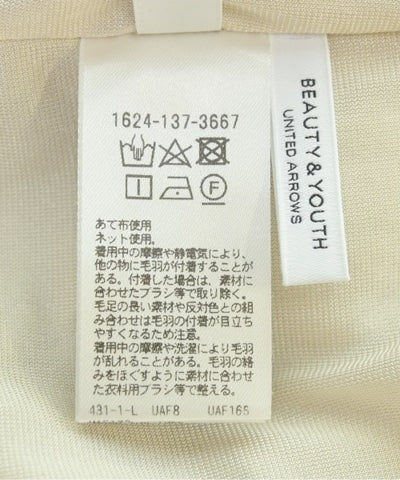 1624-137-3667
あて布使用
ネット使用。
着用中の摩擦や静電気により、
他の物に毛羽が付着することが
ある。付着した場合は、素材に
合わせたブラシ等で取り除く。
毛足の長い素材や反対色との組
み合わせは毛羽の付着が目立ち
やすくなるため注意。
着用中の摩擦や洗濯により毛羽
が乱れることがある。毛羽の絡
みをほぐすように素材に合わせ
た衣料用ブラシ等で整える。
431-1-L UAF8 UAF165
BEAUTY&YOUTH
UNITED ARROWS